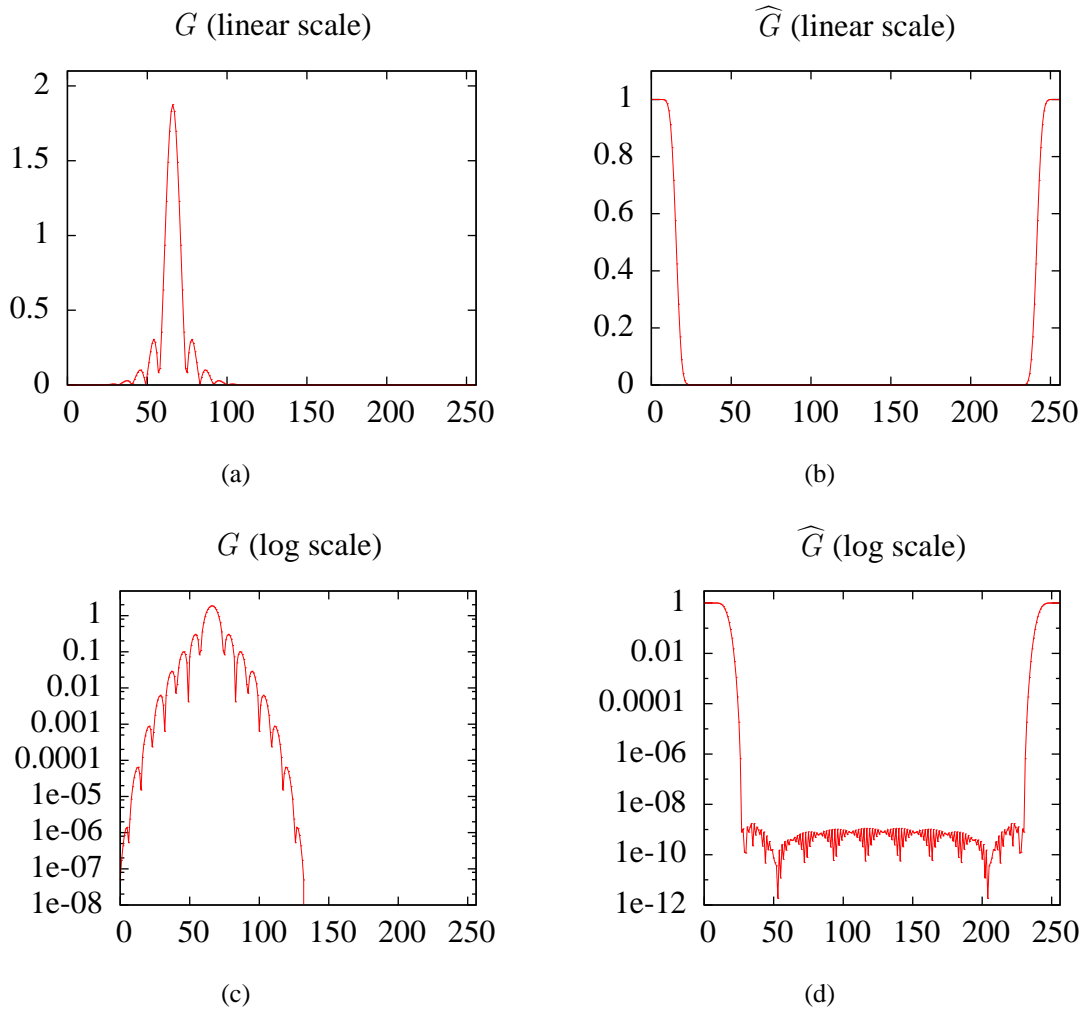 G (linear scale)
Ĝ (linear scale)
2
1.5
1
0.5
0
0 50 100 150 200 250
(a)
1
0.8
0.6
0.4
0.2
0
0 50 100 150 200 250
(b)
G (log scale)
Ĝ (log scale)
1
0.1
0.01
0.001
0.0001
1e-05
1e-06
1e-07
1e-08
0 50 100 150 200 250
(c)
1
0.01
0.0001
1e-06
1e-08
1e-10
1e-12
0 50 100 150 200 250
(d)